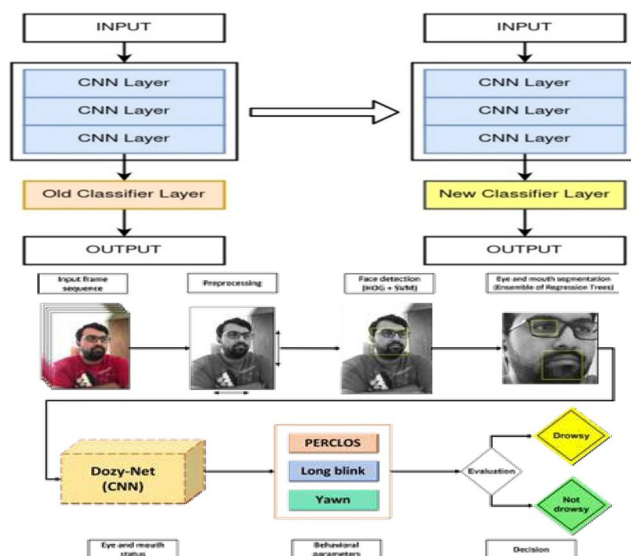 INPUT
INPUT
CNN Layer
CNN Layer
CNN Layer
CNN Layer
CNN Layer
CNN Layer
Old Classifier Layer
New Classifier Layer
OUTPUT
OUTPUT
Input frame
sequence
Preprocessing
Face detection
(HOG + SVM)
Eye and mouth segmentation
(Ensemble of Regression Trees)
Dozy-Net
(CNN)
PERCLOS
Long blink
Yawn
Evaluation
Drowsy
Not
drowsy
Eye and mouth
status
Behavioral
parameters
Decision